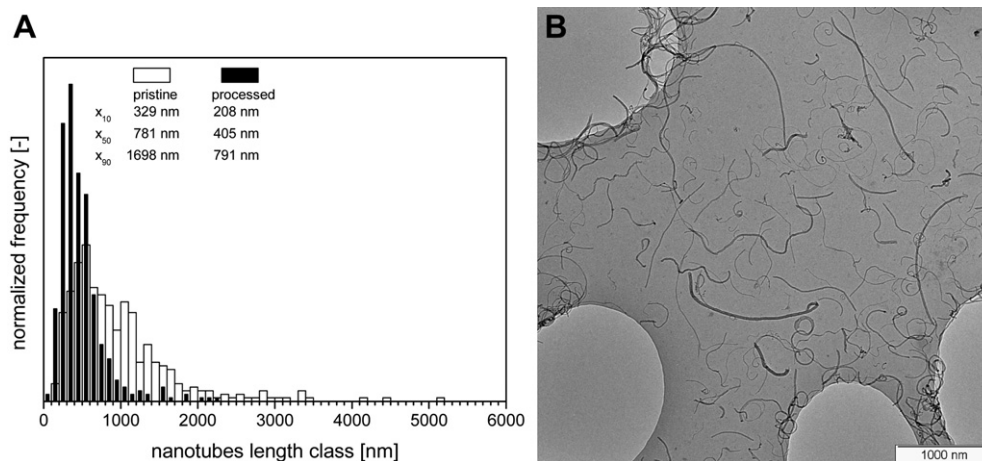 A
B
normalized frequency [-]
pristine processed
x10 329 nm 208 nm
x50 781 nm 405 nm
x90 1698 nm 791 nm
0 1000 2000 3000 4000 5000 6000
nanotubes length class [nm]
1000 nm